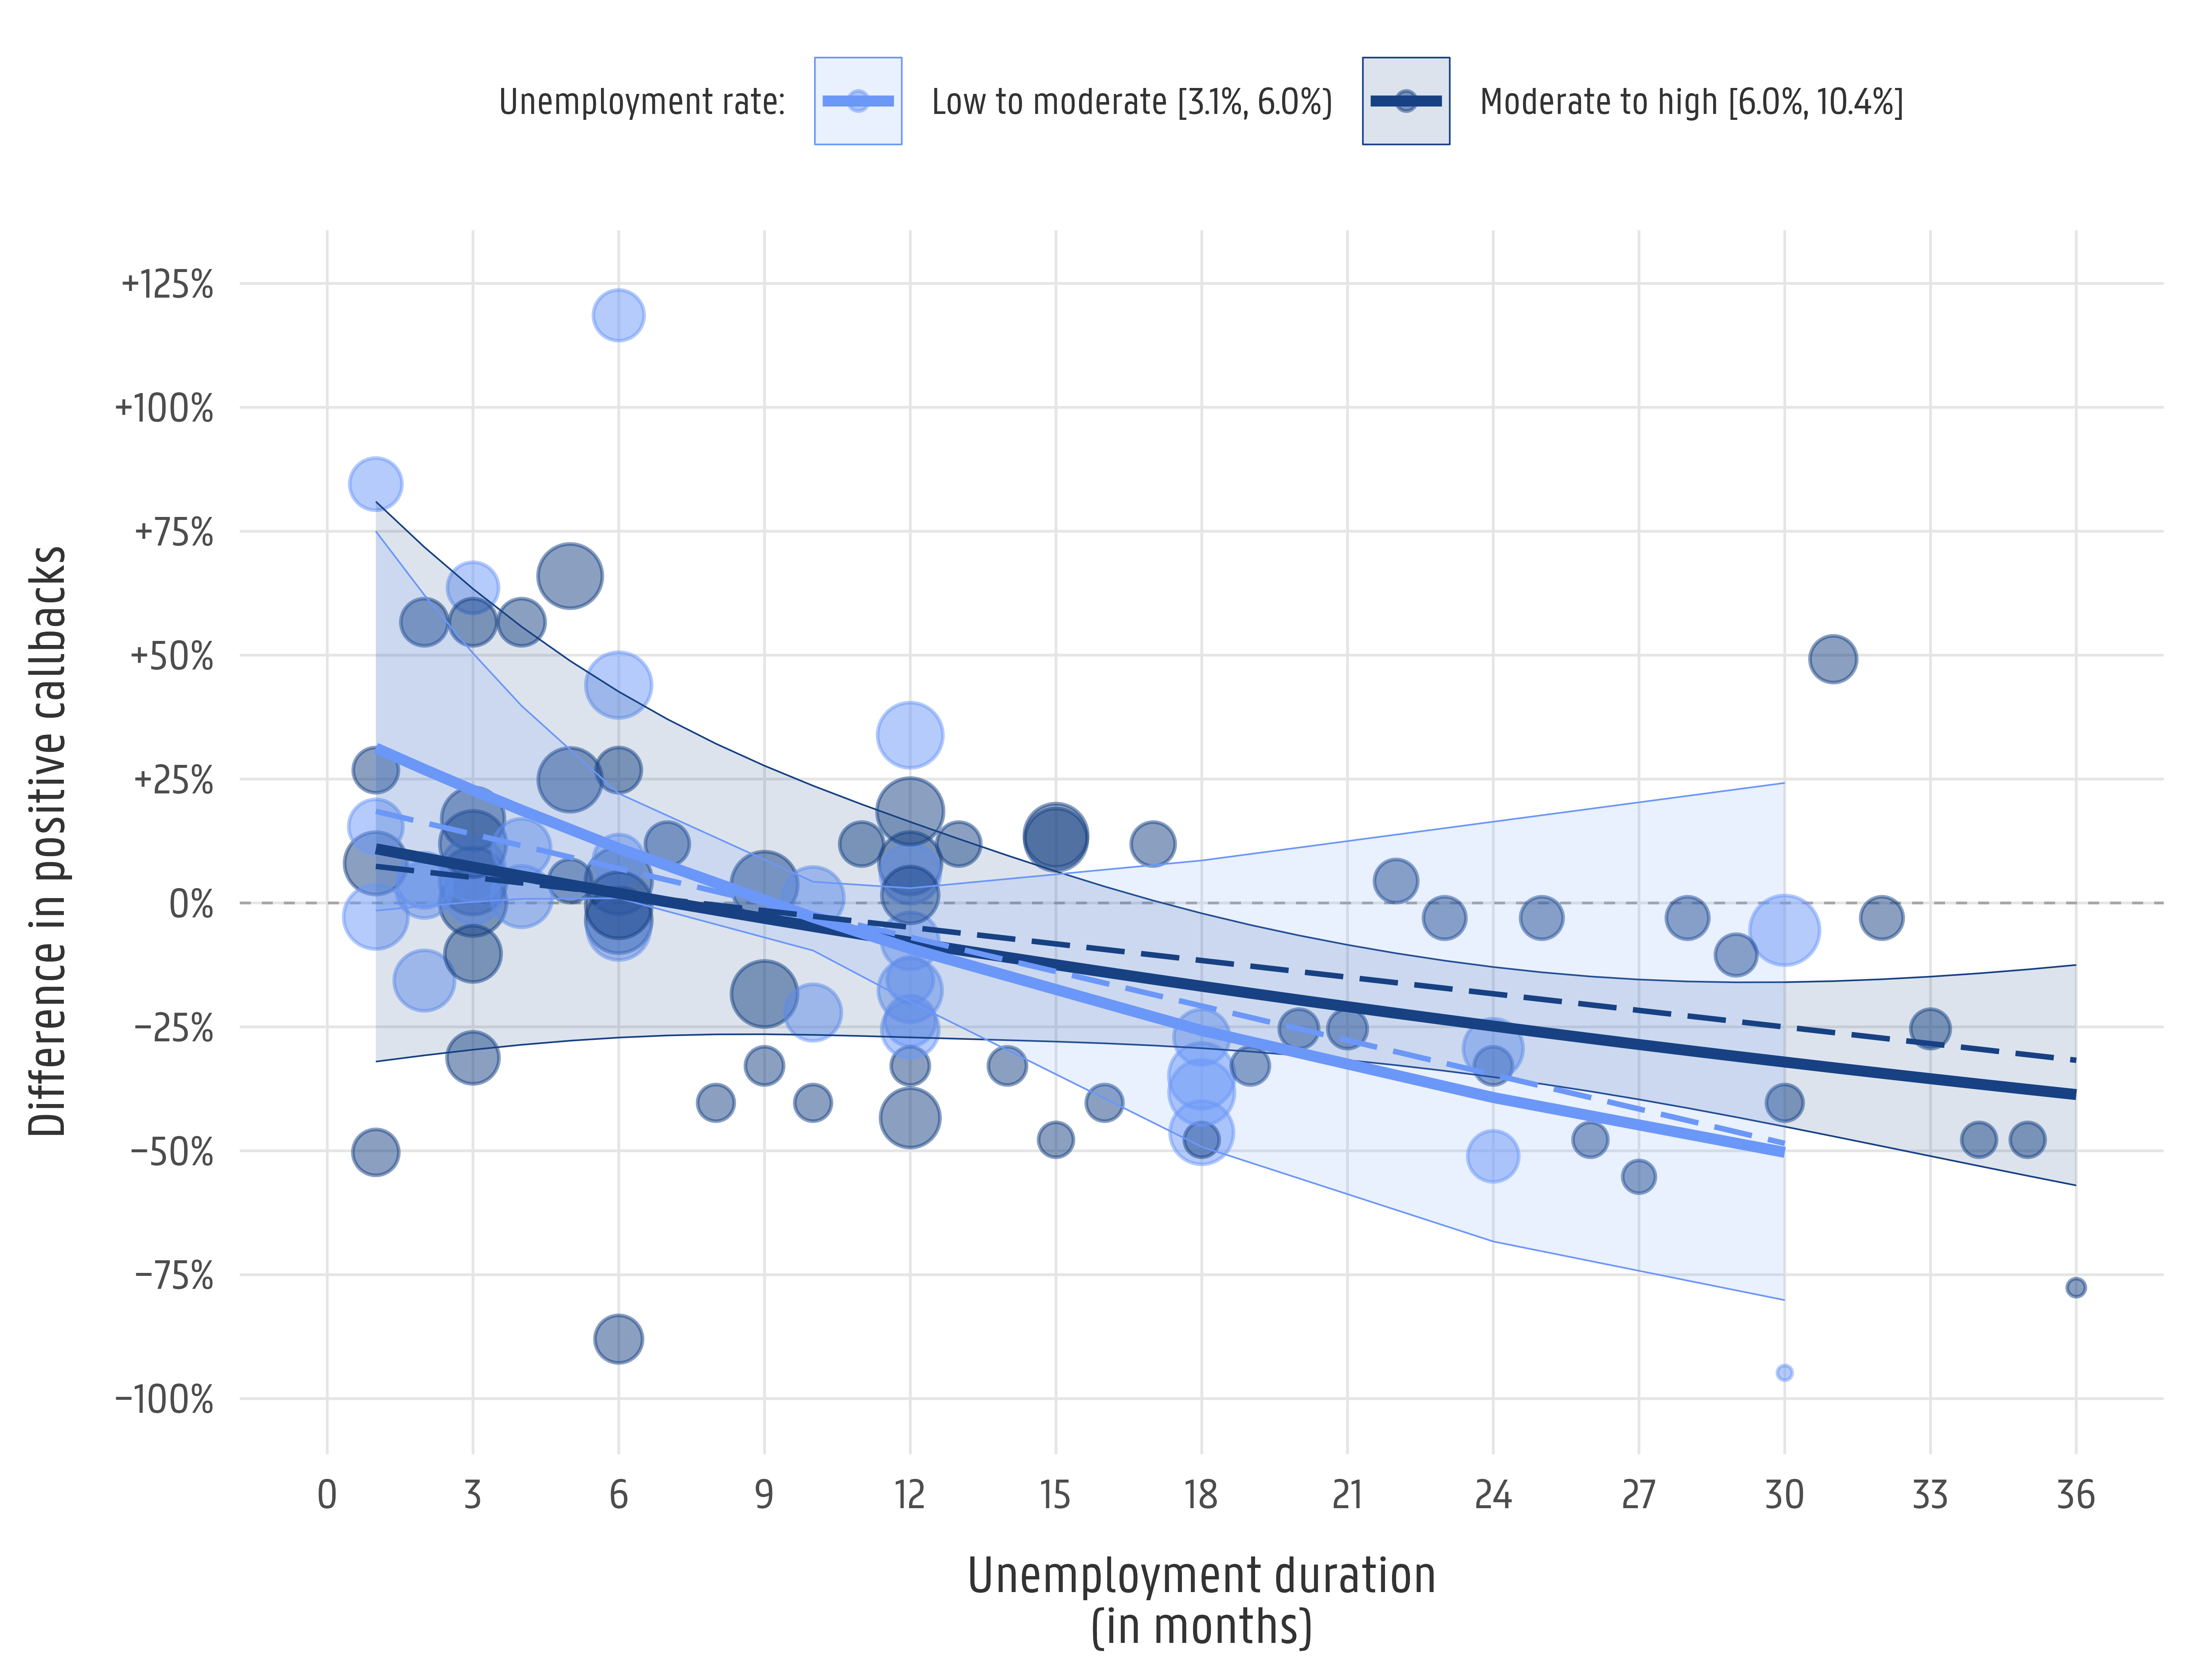 Unemployment rate: Low to moderate [3.1%, 6.0%) Moderate to high [6.0%, 10.4%]
Difference in positive callbacks
+125%
+100%
+75%
+50%
+25%
0%
−25%
−50%
−75%
−100%
0 3 6 9 12 15 18 21 24 27 30 33 36
Unemployment duration
(in months)